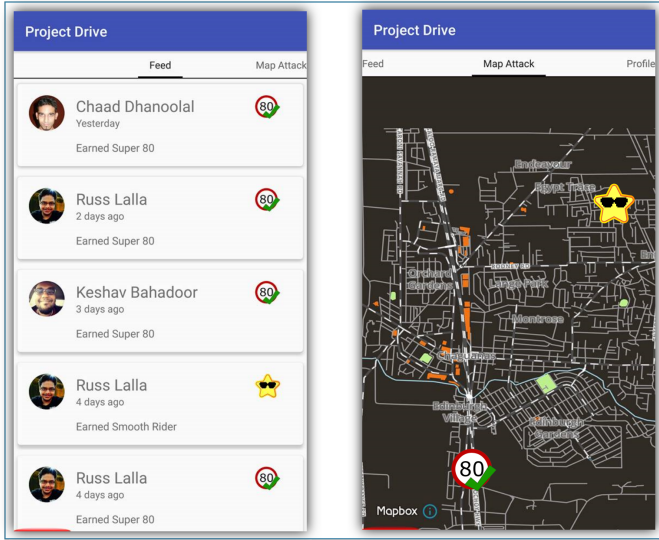 Project Drive
Feed Map Attack
Chaad Dhanoolal
Yesterday
Earned Super 80
80
Russ Lalla
2 days ago
Earned Super 80
80
Keshav Bahadoor
3 days ago
Earned Super 80
80
Russ Lalla
4 days ago
Earned Smooth Rider
Russ Lalla
4 days ago
Earned Super 80
80
Project Drive
Feed Map Attack Profile
Endeavour
Egypt Trace
Orchard
Gardens
Lange Park
Montrose
Chaguanas
Edinburgh
Village
Edinburgh
Gardens
80
Mapbox